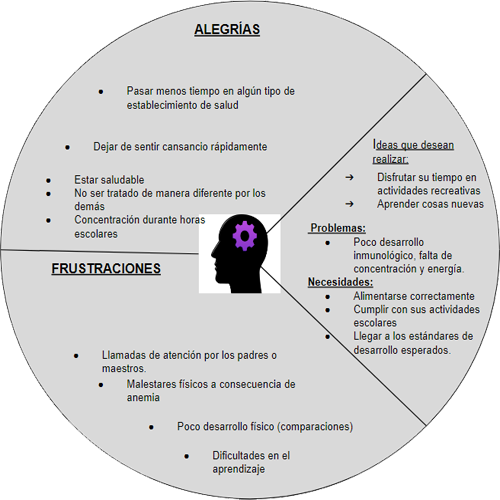 ALEGRÍAS
● Pasar menos tiempo en algún tipo de
establecimiento de salud
● Dejar de sentir cansancio rápidamente
● Estar saludable
● No ser tratado de manera diferente por los
demás
● Concentración durante horas
escolares
Ideas que desean
realizar:
➔ Disfrutar su tiempo en
actividades recreativas
➔ Aprender cosas nuevas
Problemas:
● Poco desarrollo
inmunológico, falta de
concentración y energía.
Necesidades:
● Alimentarse correctamente
● Cumplir con sus actividades
escolares
● Llegar a los estándares de
desarrollo esperados.
FRUSTRACIONES
● Llamadas de atención por los padres o
maestros.
● Malestares físicos a consecuencia de
anemia
● Poco desarrollo físico (comparaciones)
● Dificultades en el
aprendizaje